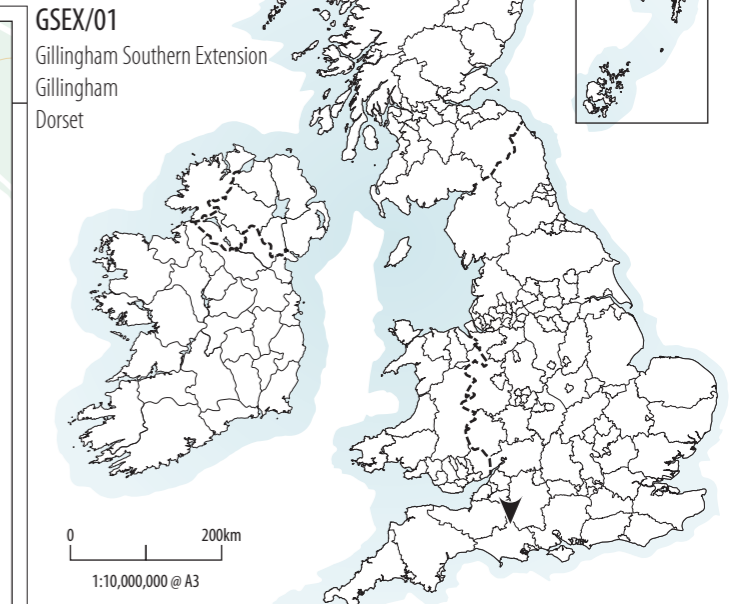 GSEX/01
Gillingham Southern Extension
Gillingham
Dorset
0 200km
1:10,000,000 @ A3